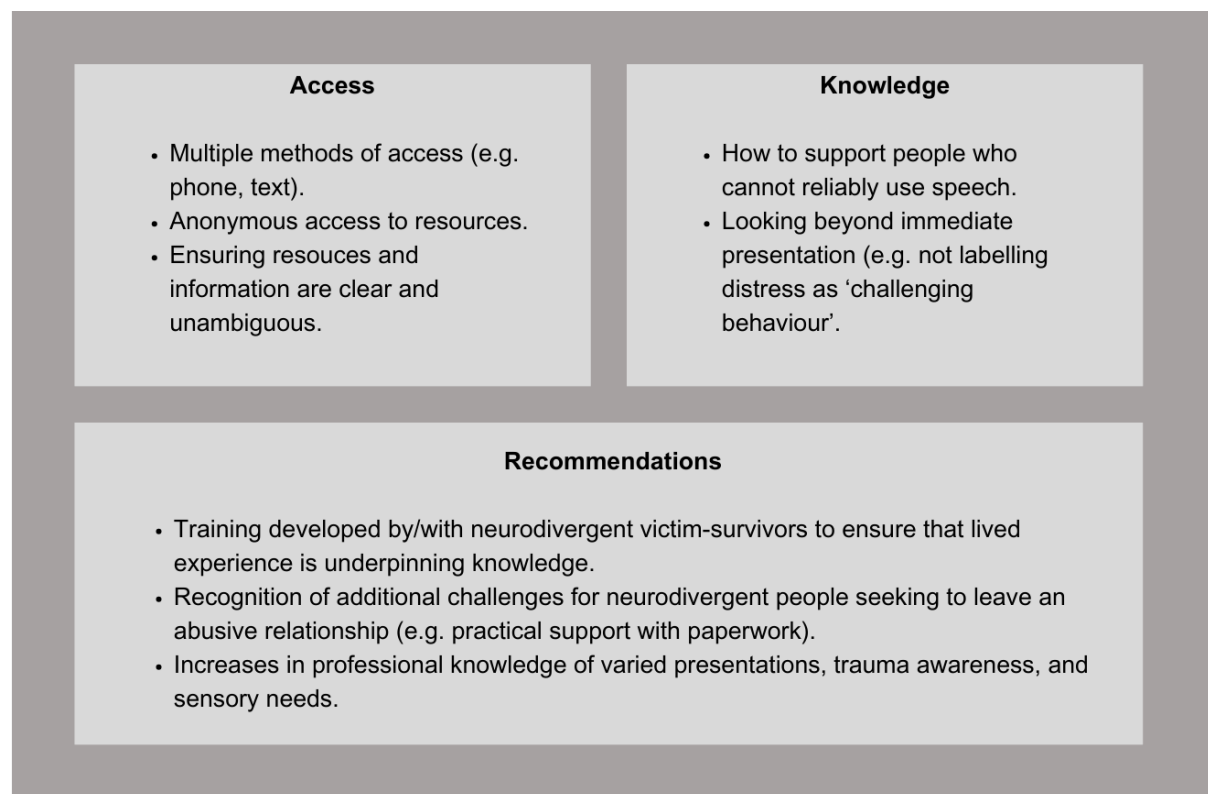 Access
• Multiple methods of access (e.g.
phone, text).
• Anonymous access to resources.
• Ensuring resouces and
information are clear and
unambiguous.
Knowledge
• How to support people who
cannot reliably use speech.
• Looking beyond immediate
presentation (e.g. not labelling
distress as ‘challenging
behaviour’.
Recommendations
• Training developed by/with neurodivergent victim-survivors to ensure that lived
experience is underpinning knowledge.
• Recognition of additional challenges for neurodivergent people seeking to leave an
abusive relationship (e.g. practical support with paperwork).
• Increases in professional knowledge of varied presentations, trauma awareness, and
sensory needs.